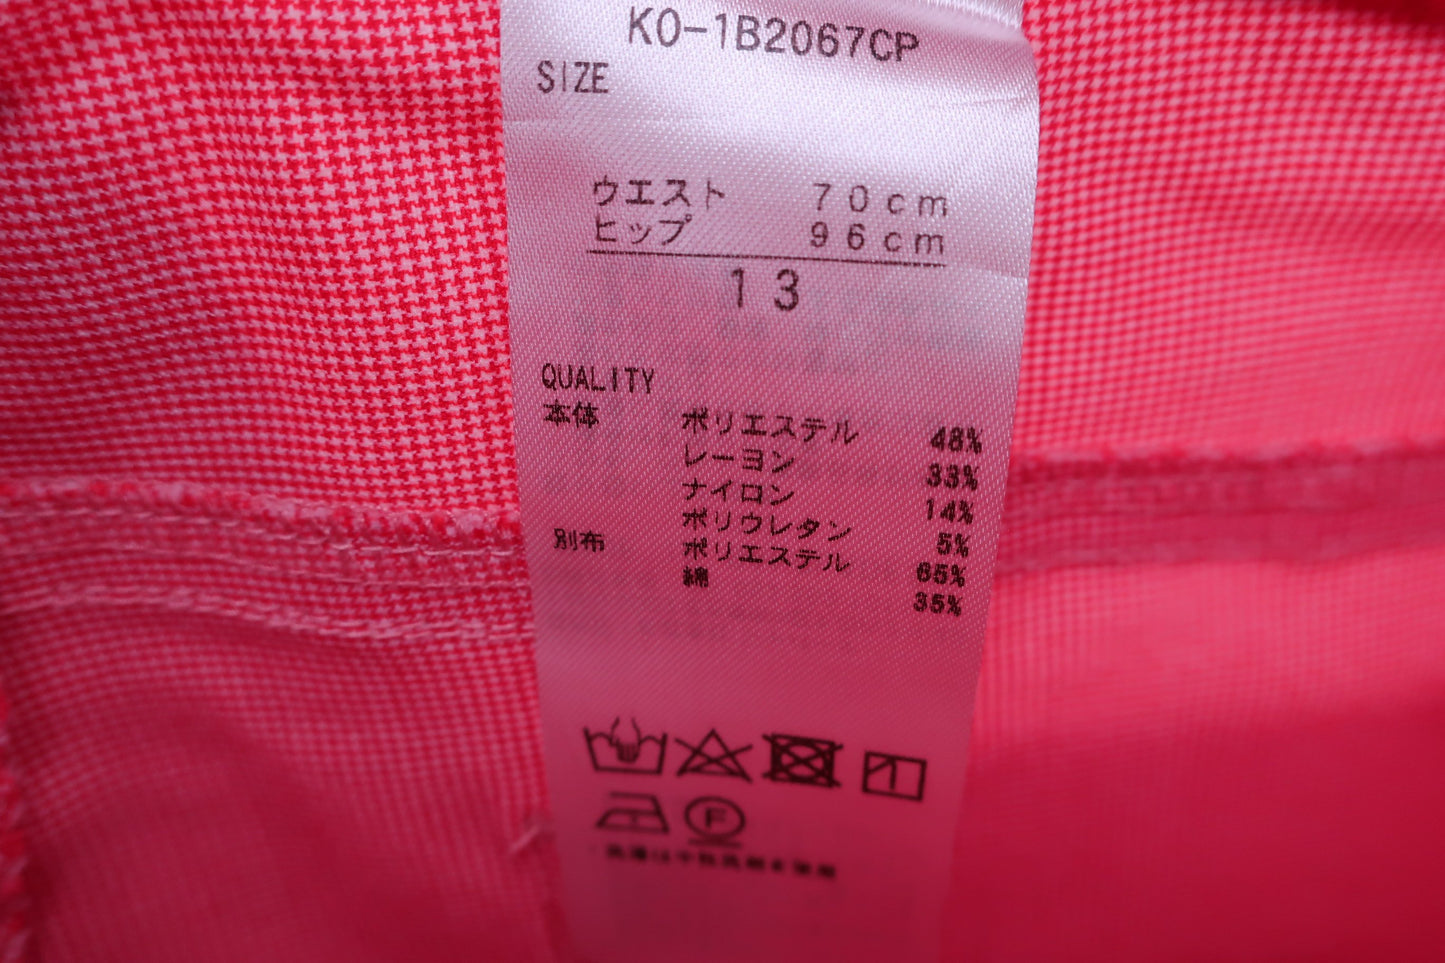 KO-1B2067CP
SIZE
ウエスト 70cm
ヒップ 96cm
13
QUALITY
本体 ポリエステル 48%
レーヨン 33%
ナイロン 14%
ポリウレタン 5%
別布 ポリエステル 65%
綿 35%
F